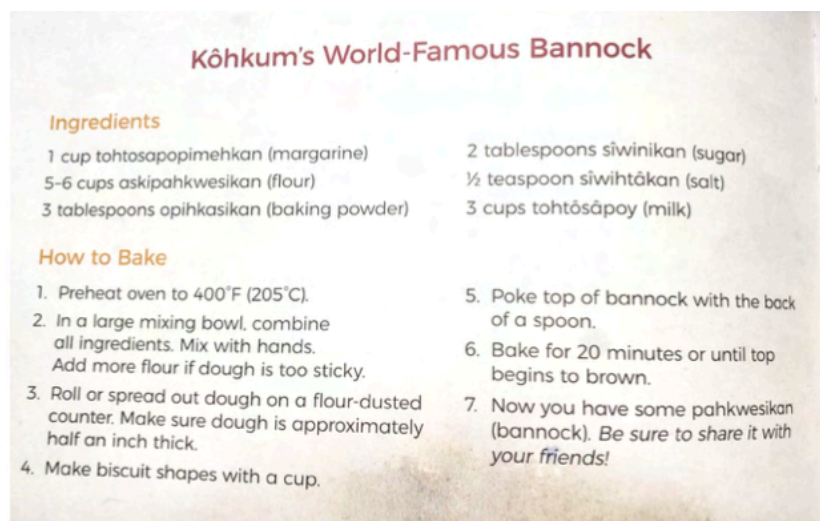 Kôhkum's World-Famous Bannock
Ingredients
1 cup tohtosapopimehkan (margarine)
5-6 cups askipahkwesikan (flour)
3 tablespoons opihkasikan (baking powder)
2 tablespoons sîwinikan (sugar)
½ teaspoon sîwihtâkan (salt)
3 cups tohtôsâpoy (milk)
How to Bake
1. Preheat oven to 400°F (205°C).
2. In a large mixing bowl, combine
all ingredients. Mix with hands.
Add more flour if dough is too sticky.
3. Roll or spread out dough on a flour-dusted
counter. Make sure dough is approximately
half an inch thick.
4. Make biscuit shapes with a cup.
5. Poke top of bannock with the back
of a spoon.
6. Bake for 20 minutes or until top
begins to brown.
7. Now you have some pahkwesikan
(bannock). Be sure to share it with
your friends!